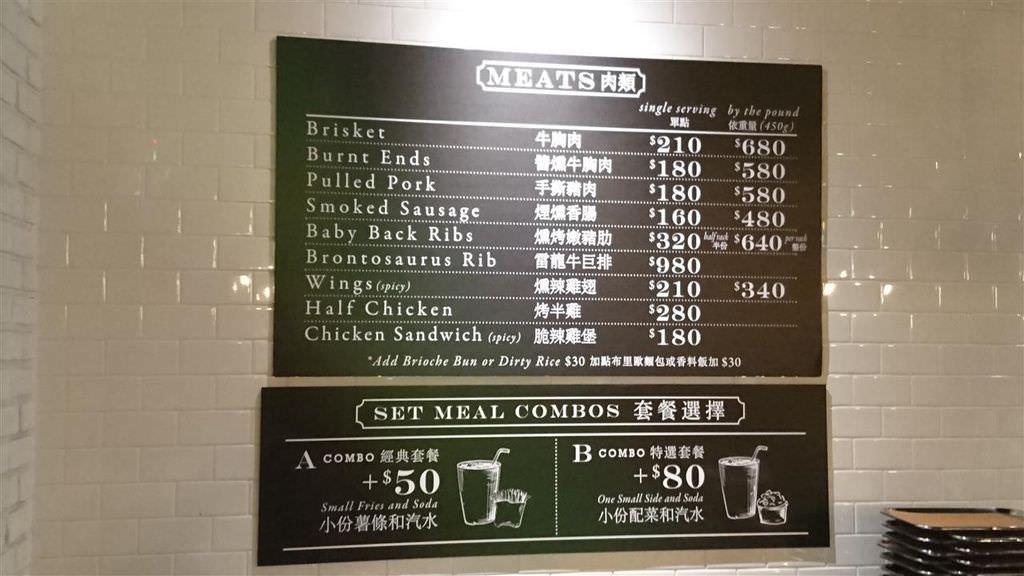 MEATS 肉類
single serving by the pound
單點 依重量 (450g)
Brisket 牛胸肉 $210 $680
Burnt Ends 醬燻牛胸肉 $180 $580
Pulled Pork 手撕豬肉 $180 $580
Smoked Sausage 煙燻香腸 $160 $480
Baby Back Ribs 燻烤嫩豬肋 $320 half rack 半份 $640 per rack 整份
Brontosaurus Rib 雷龍牛巨排 $980
Wings (spicy) 燻辣雞翅 $210 $340
Half Chicken 烤半雞 $280
Chicken Sandwich (spicy) 脆辣雞堡 $180
*Add Brioche Bun or Dirty Rice $30 加點布里歐麵包或香料飯加 $30
SET MEAL COMBOS 套餐選擇
A COMBO 經典套餐
+$50
Small Fries and Soda
小份薯條和汽水
B COMBO 特選套餐
+$80
One Small Side and Soda
小份配菜和汽水